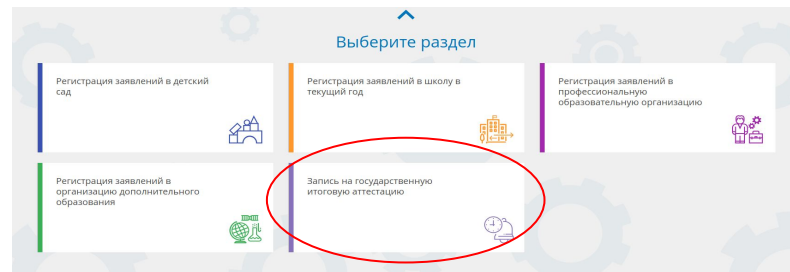 Выберите раздел
Регистрация заявлений в детский
сад
Регистрация заявлений в школу в
текущий год
Регистрация заявлений в
профессиональную
образовательную организацию
Регистрация заявлений в
организацию дополнительного
образования
Запись на государственную
итоговую аттестацию